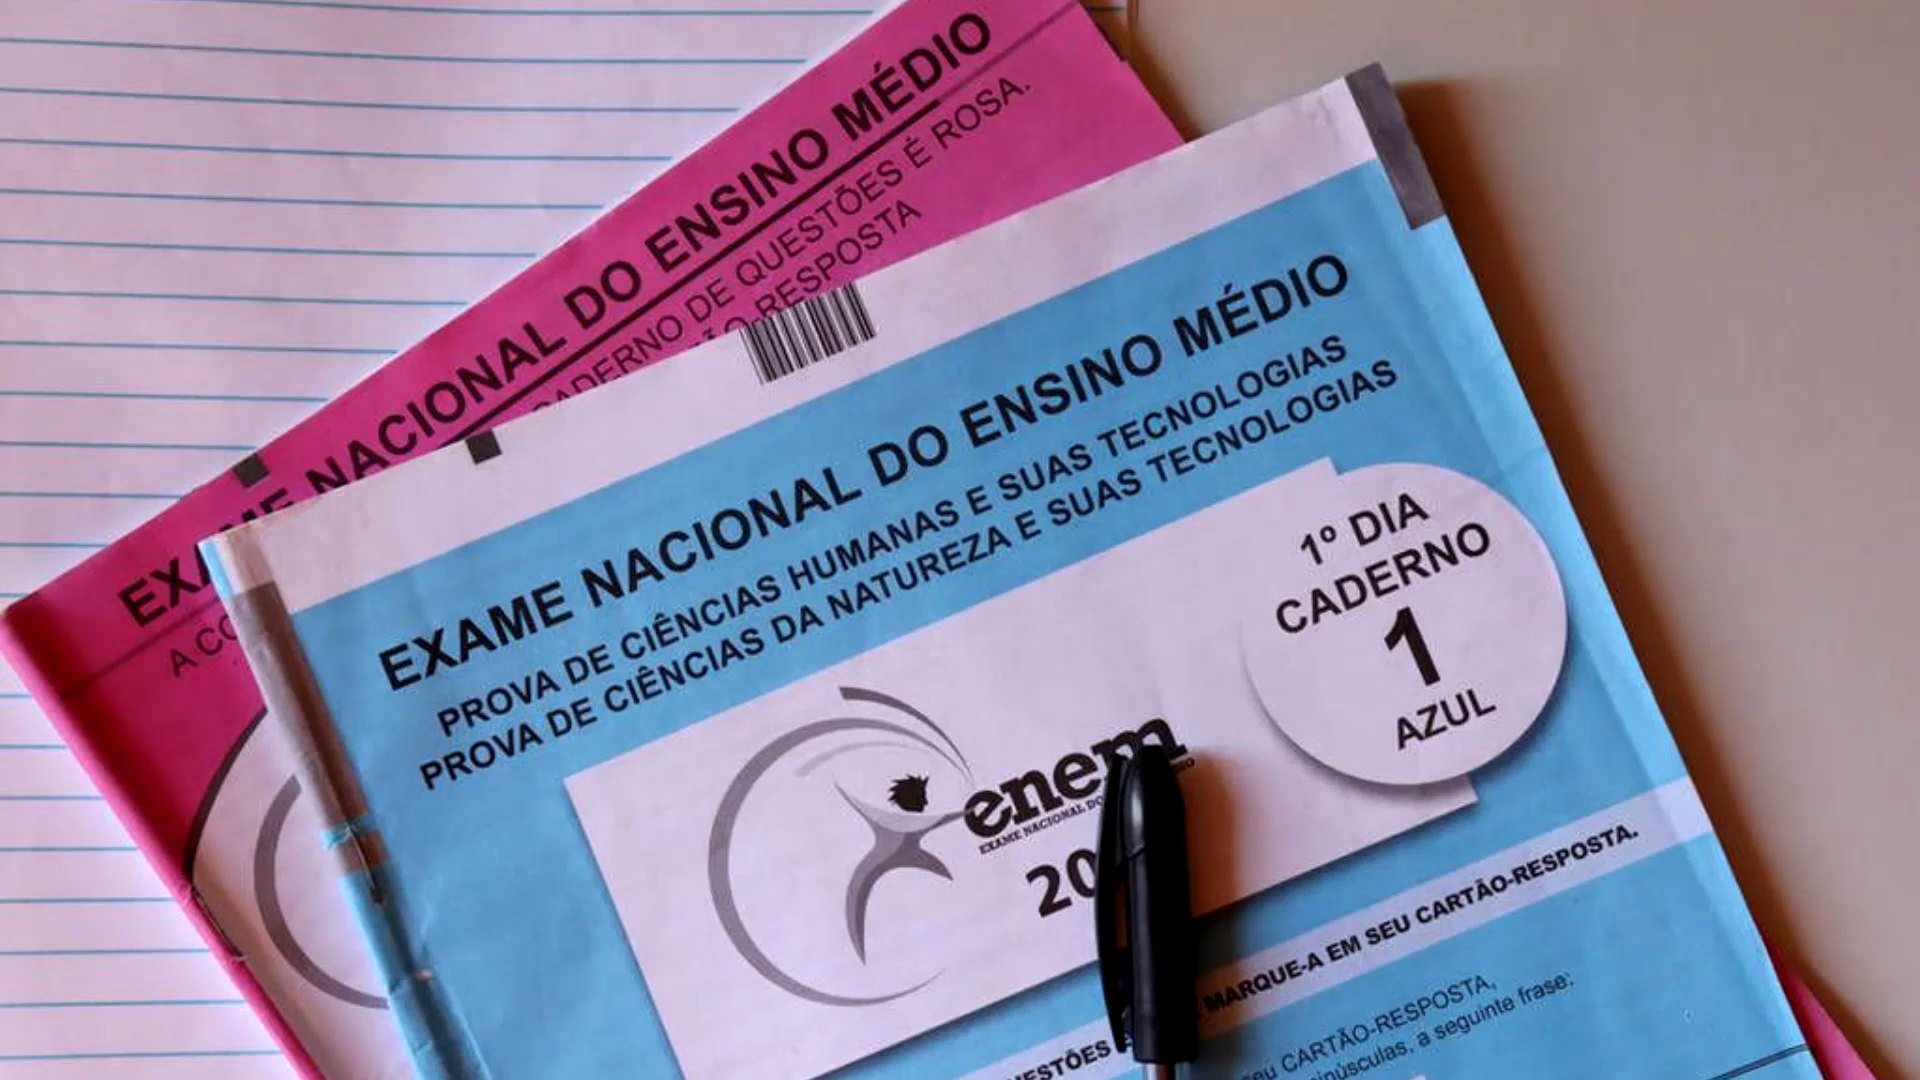 EXAME NACIONAL DO ENSINO MÉDIO
A CO
CADERNO DE QUESTÕES É ROSA.
RESPOSTA
EXAME NACIONAL DO ENSINO MÉDIO
PROVA DE CIÊNCIAS HUMANAS E SUAS TECNOLOGIAS
PROVA DE CIÊNCIAS DA NATUREZA E SUAS TECNOLOGIAS
1º DIA
CADERNO
1
AZUL
enem
EXAME NACIONAL DO
20
MARQUE-A EM SEU CARTÃO-RESPOSTA.
CARTÃO-RESPOSTA,
a seguinte frase: